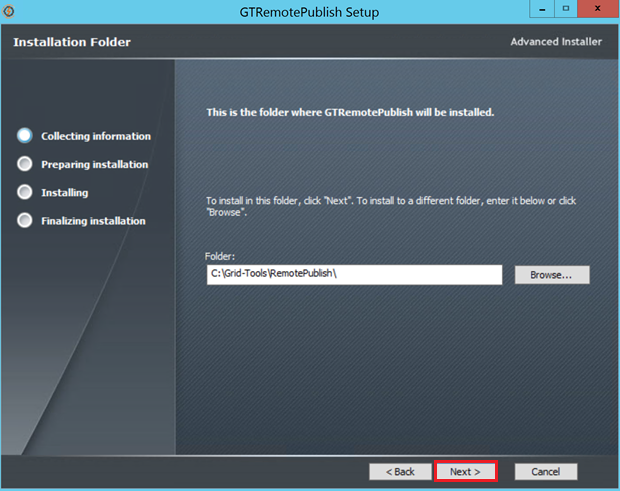 GTRemotePublish Setup
Installation Folder
Advanced Installer
This is the folder where GTRemotePublish will be installed.
Collecting information
Preparing installation
Installing
Finalizing installation
To install in this folder, click "Next". To install to a different folder, enter it below or click
"Browse".
Folder:
C:\Grid-Tools\RemotePublish\
Browse...
< Back
Next >
Cancel